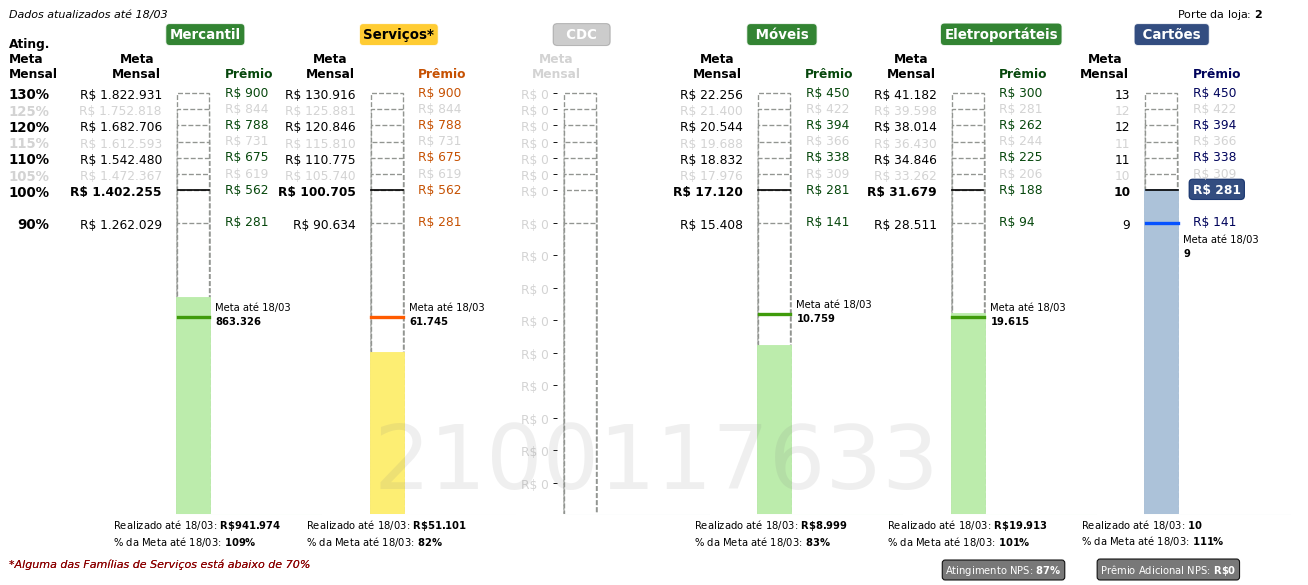 Dados atualizados até 18/03
Porte da loja: 2
Mercantil Serviços* CDC Móveis Eletroportáteis Cartões
Ating. Meta Mensal
Meta Mensal Prêmio Meta Mensal Prêmio Meta Mensal Meta Mensal Prêmio Meta Mensal Prêmio Meta Mensal Prêmio
130% R$ 1.822.931 R$ 900 R$ 130.916 R$ 900 R$ 0 R$ 22.256 R$ 450 R$ 41.182 R$ 300 13 R$ 450
125% R$ 1.752.818 R$ 844 R$ 125.881 R$ 844 R$ 0 R$ 21.400 R$ 422 R$ 39.598 R$ 281 12 R$ 422
120% R$ 1.682.706 R$ 788 R$ 120.846 R$ 788 R$ 0 R$ 20.544 R$ 394 R$ 38.014 R$ 262 12 R$ 394
115% R$ 1.612.593 R$ 731 R$ 115.810 R$ 731 R$ 0 R$ 19.688 R$ 366 R$ 36.430 R$ 244 11 R$ 366
110% R$ 1.542.480 R$ 675 R$ 110.775 R$ 675 R$ 0 R$ 18.832 R$ 338 R$ 34.846 R$ 225 11 R$ 338
105% R$ 1.472.367 R$ 619 R$ 105.740 R$ 619 R$ 0 R$ 17.976 R$ 309 R$ 33.262 R$ 206 10 R$ 309
100% R$ 1.402.255 R$ 562 R$ 100.705 R$ 562 R$ 0 R$ 17.120 R$ 281 R$ 31.679 R$ 188 10 R$ 281
90% R$ 1.262.029 R$ 281 R$ 90.634 R$ 281 R$ 0 R$ 15.408 R$ 141 R$ 28.511 R$ 94 9 R$ 141
Meta até 18/03
9
R$ 0
R$ 0
Meta até 18/03 Meta até 18/03 Meta até 18/03 Meta até 18/03
863.326 61.745 10.759 19.615
R$ 0
R$ 0
R$ 0
R$ 0
R$ 0
R$ 0
2100117633
Realizado até 18/03: R$941.974 Realizado até 18/03: R$51.101 Realizado até 18/03: R$8.999 Realizado até 18/03: R$19.913 Realizado até 18/03: 10
% da Meta até 18/03: 109% % da Meta até 18/03: 82% % da Meta até 18/03: 83% % da Meta até 18/03: 101% % da Meta até 18/03: 111%
*Alguma das Famílias de Serviços está abaixo de 70%
Atingimento NPS: 87% Prêmio Adicional NPS: R$0